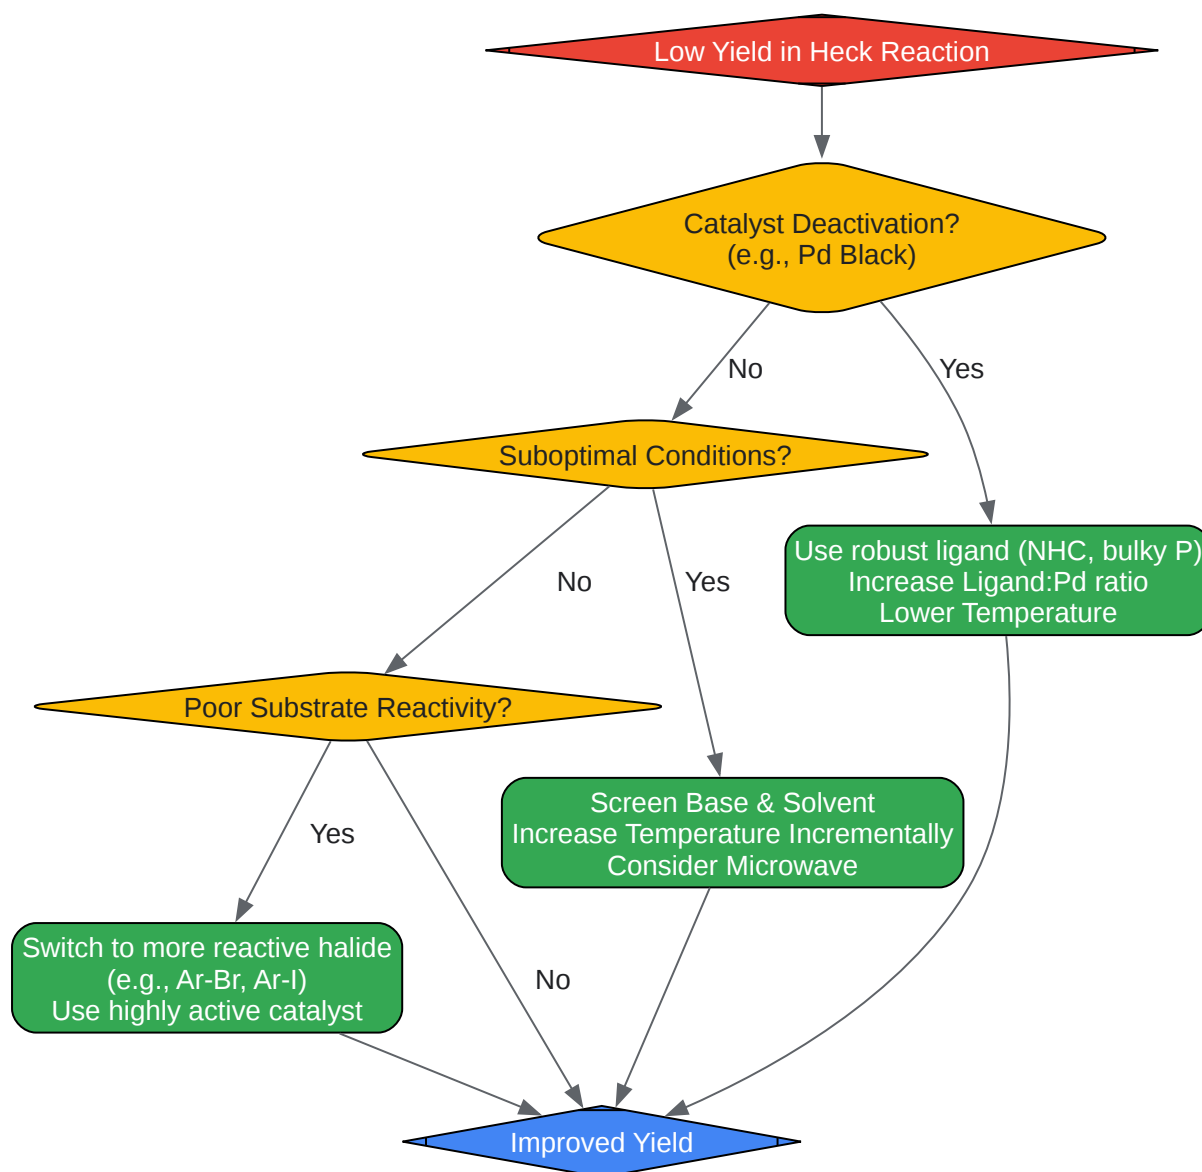 Low Yield in Heck Reaction
Catalyst Deactivation?
(e.g., Pd Black)
No
Yes
Suboptimal Conditions?
Use robust ligand (NHC, bulky P)
Increase Ligand:Pd ratio
Lower Temperature
No
Yes
Poor Substrate Reactivity?
Screen Base & Solvent
Increase Temperature Incrementally
Consider Microwave
Yes
Switch to more reactive halide
(e.g., Ar-Br, Ar-I)
Use highly active catalyst
No
Improved Yield